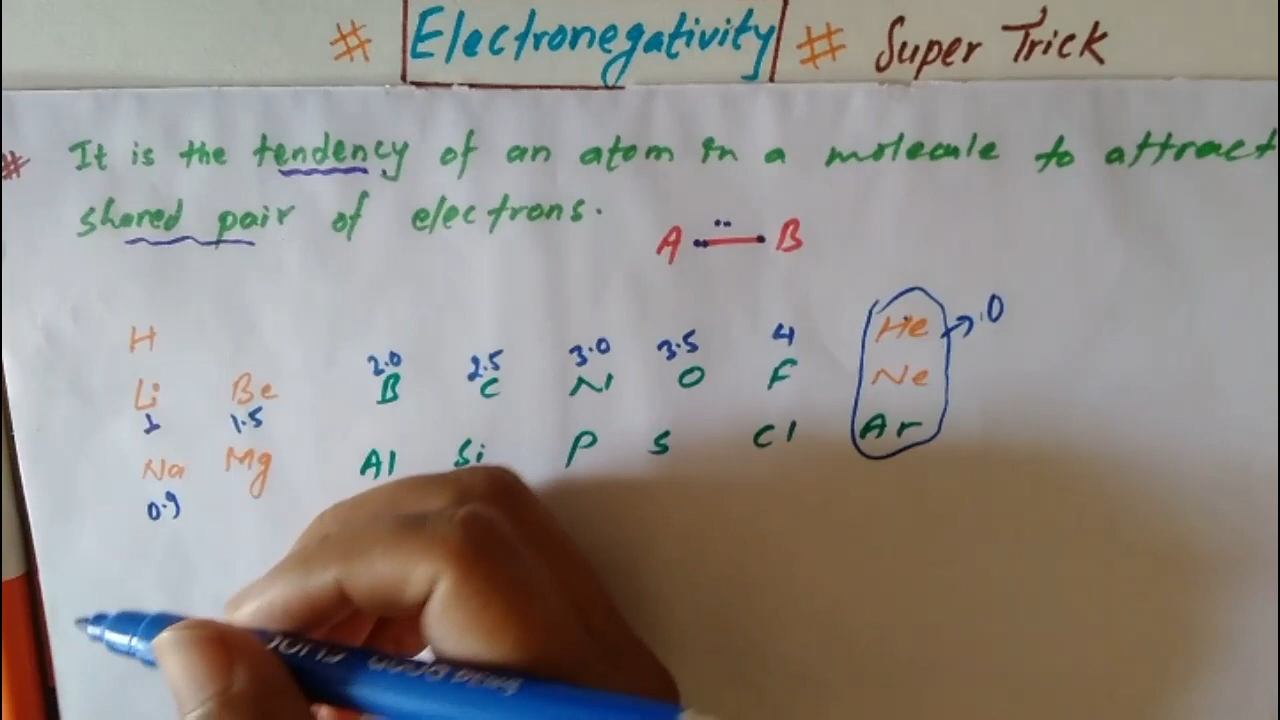 # Electronegativity # Super Trick
# It is the tendency of an atom in a molecule to attract
shared pair of electrons.
A B
H He → 0
2.0 2.5 3.0 3.5 4
Li Be B C N O F Ne
1 1.5
Na Mg Al Si P S Cl Ar
0.9